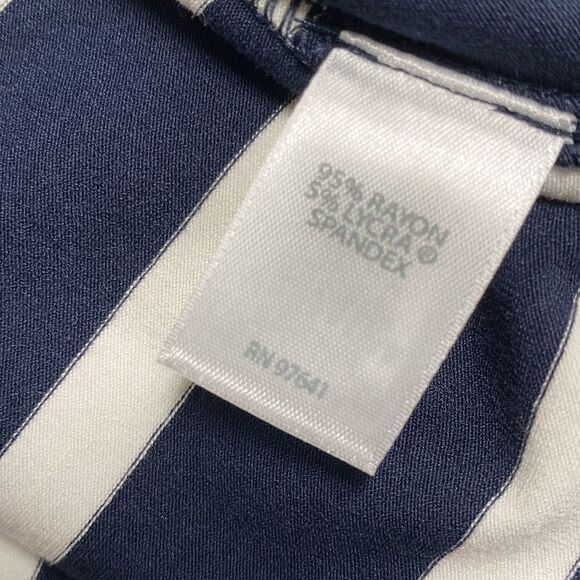 95% RAYON
5% LYCRA ®
SPANDEX
RN 97641